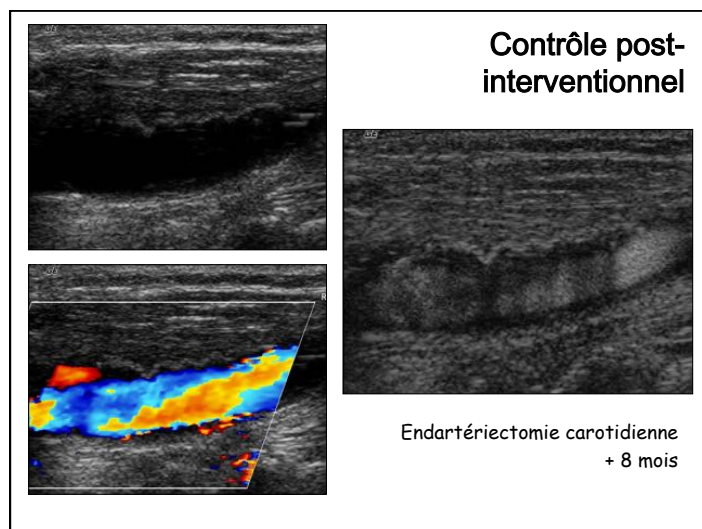 Contrôle post-
interventionnel
R
Endartériectomie carotidienne
+ 8 mois